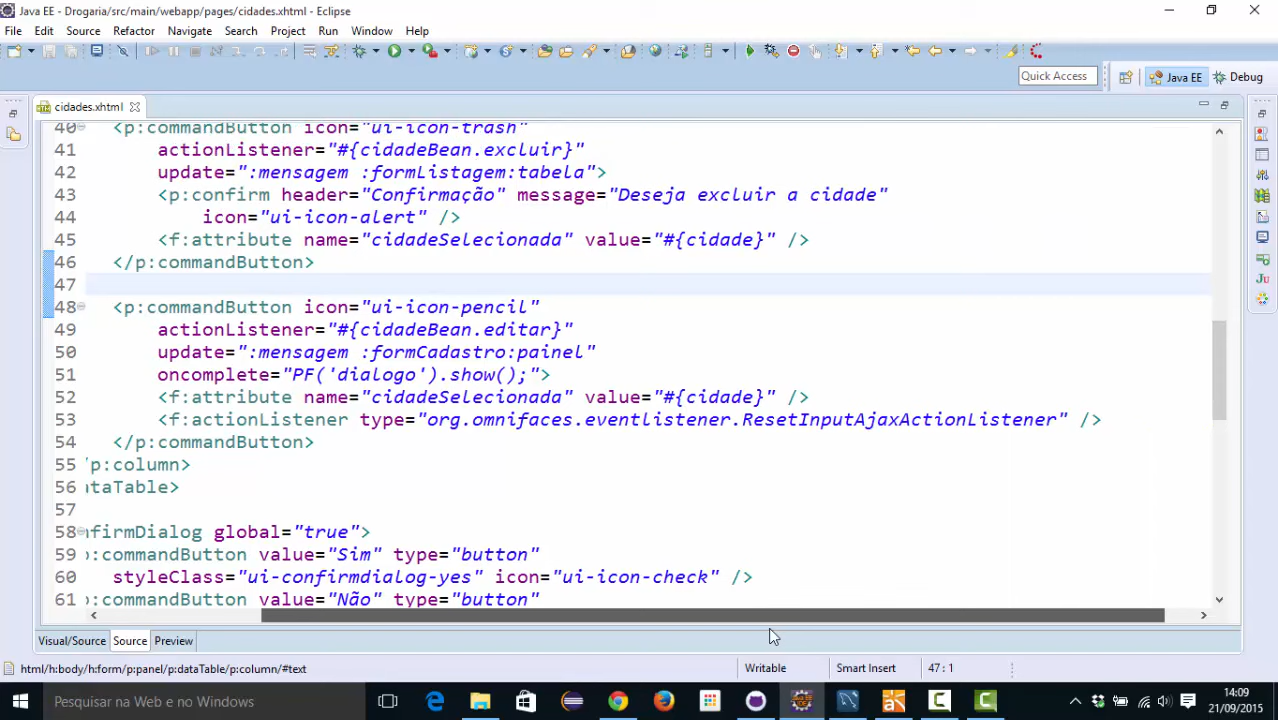 Java EE - Drogaria/src/main/webapp/pages/cidades.xhtml - Eclipse
File Edit Source Refactor Navigate Search Project Run Window Help
Quick Access Java EE Debug
cidades.xhtml
40 <p:commandButton icon="ui-icon-trash"
41 actionListener="#{cidadeBean.excluir}"
42 update=":mensagem :formListagem:tabela">
43 <p:confirm header="Confirmação" message="Deseja excluir a cidade"
44 icon="ui-icon-alert" />
45 <f:attribute name="cidadeSelecionada" value="#{cidade}" />
46 </p:commandButton>
47
48 <p:commandButton icon="ui-icon-pencil"
49 actionListener="#{cidadeBean.editar}"
50 update=":mensagem :formCadastro:painel"
51 oncomplete="PF('dialogo').show();">
52 <f:attribute name="cidadeSelecionada" value="#{cidade}" />
53 <f:actionListener type="org.omnifaces.eventlistener.ResetInputAjaxActionListener" />
54 </p:commandButton>
55 /p:column>
56 ataTable>
57
58 nfirmDialog global="true">
59 p:commandButton value="Sim" type="button"
60 styleClass="ui-confirmdialog-yes" icon="ui-icon-check" />
61 p:commandButton value="Não" type="button"
Visual/Source Source Preview
html/h:body/h:form/p:panel/p:dataTable/p:column/#text Writable Smart Insert 47 : 1
Pesquisar na Web e no Windows
14:09
21/09/2015